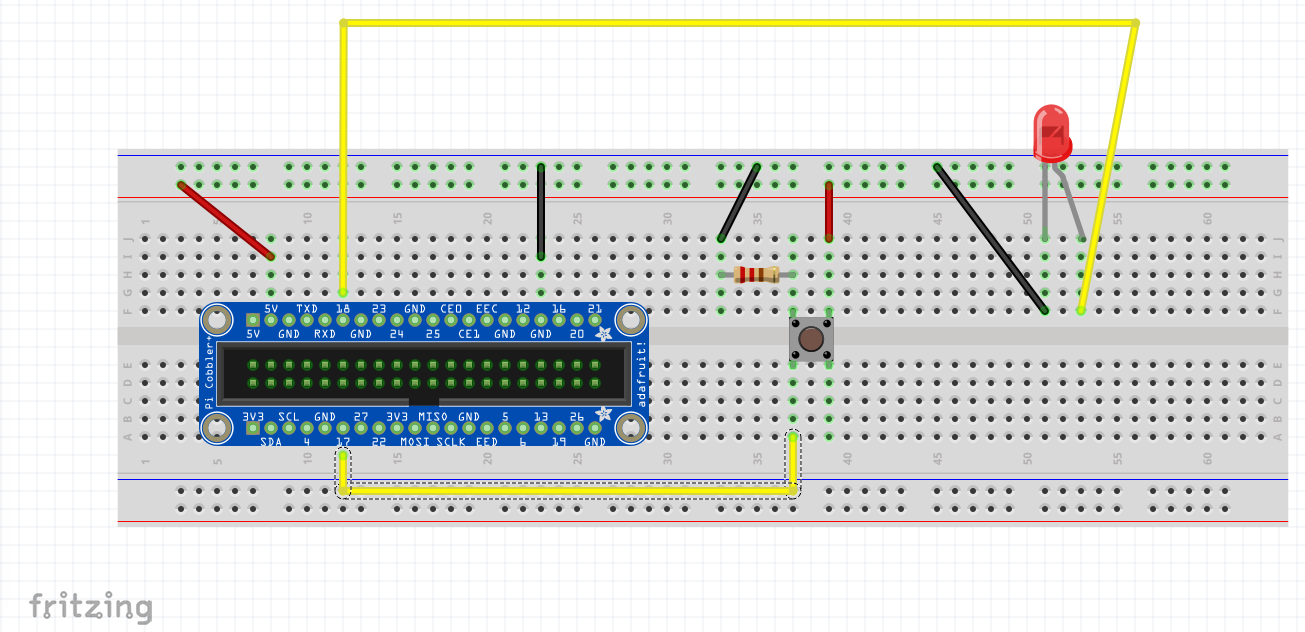 1 5 10 15 20 25 30 35 40 45 50 55 60
J J
I I
H H
G G
F F
5V TXD 18 23 GND CE0 EEC 12 16 21
5V GND RXD GND 24 25 CE1 GND GND 20
Pi Cobbler+
adafruit!
E E
D D
C C
B B
A A
3V3 SCL GND 27 3V3 MISO GND 5 13 26
SDA 4 17 22 MOSI SCLK EED 6 19 GND
1 5 10 15 20 25 30 35 40 45 50 55 60
fritzing